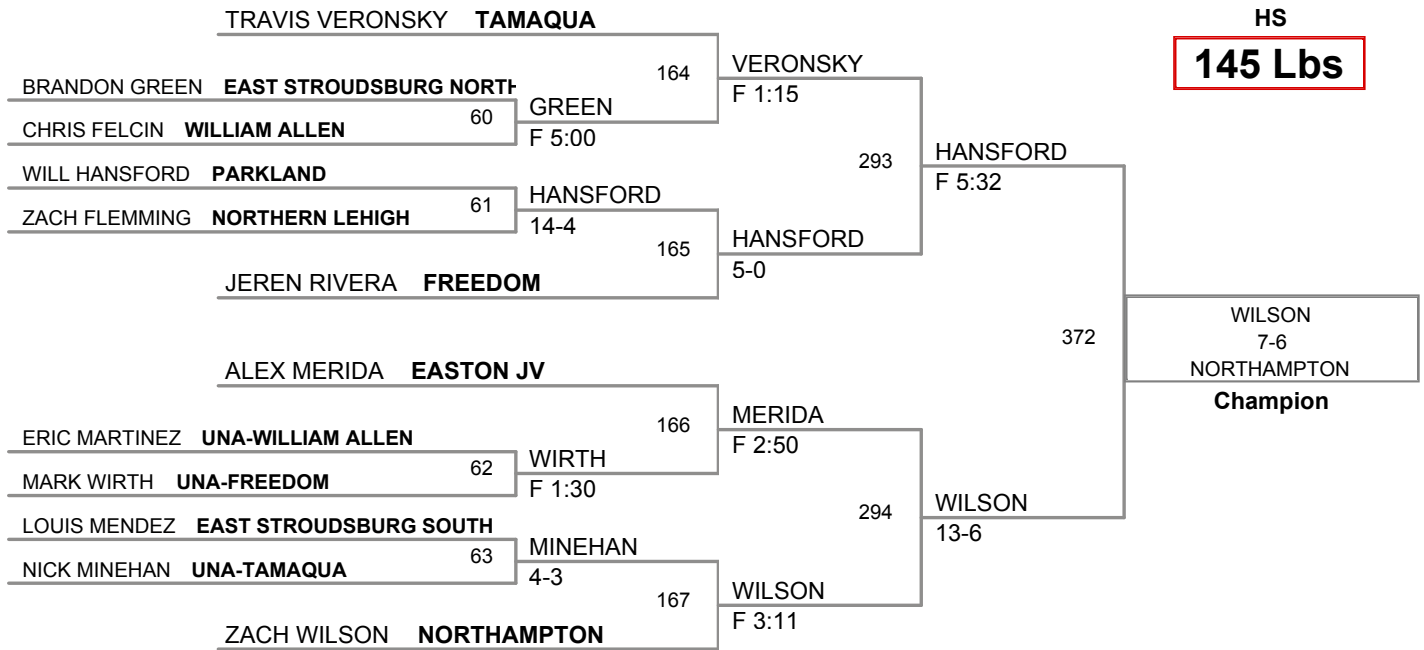 TRAVIS VERONSKY TAMAQUA
HS
145 Lbs
164
VERONSKY
F 1:15
BRANDON GREEN EAST STROUDSBURG NORTH
60
GREEN
F 5:00
CHRIS FELCIN WILLIAM ALLEN
293
HANSFORD
F 5:32
WILL HANSFORD PARKLAND
61
HANSFORD
14-4
ZACH FLEMMING NORTHERN LEHIGH
165
HANSFORD
5-0
JEREN RIVERA FREEDOM
372
WILSON
7-6
NORTHAMPTON
Champion
ALEX MERIDA EASTON JV
166
MERIDA
F 2:50
ERIC MARTINEZ UNA-WILLIAM ALLEN
62
WIRTH
F 1:30
MARK WIRTH UNA-FREEDOM
294
WILSON
13-6
LOUIS MENDEZ EAST STROUDSBURG SOUTH
63
MINEHAN
4-3
NICK MINEHAN UNA-TAMAQUA
167
WILSON
F 3:11
ZACH WILSON NORTHAMPTON